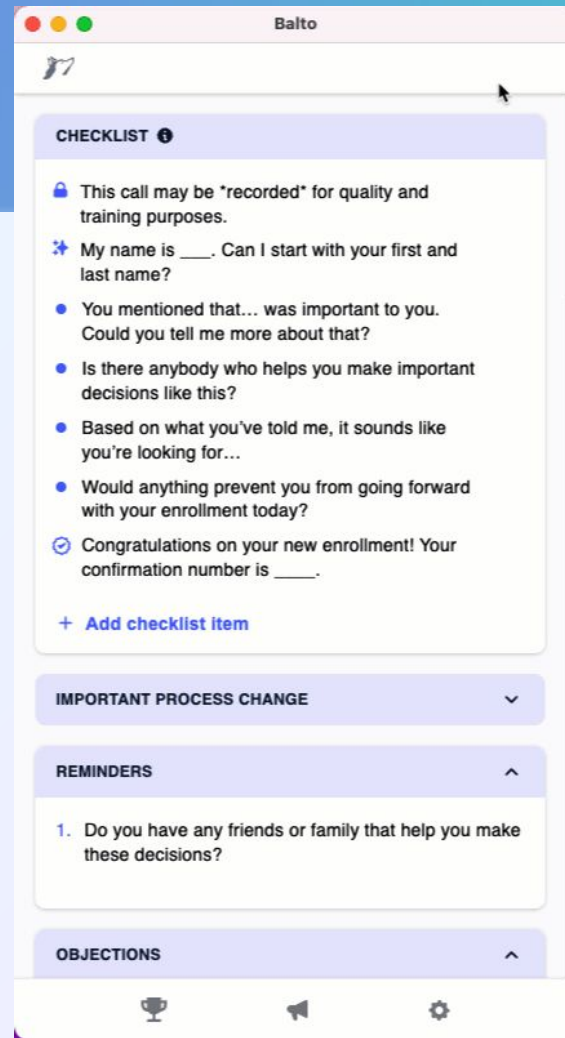 Balto
CHECKLIST
This call may be *recorded* for quality and
training purposes.
My name is ___. Can I start with your first and
last name?
You mentioned that... was important to you.
Could you tell me more about that?
Is there anybody who helps you make important
decisions like this?
Based on what you've told me, it sounds like
you're looking for...
Would anything prevent you from going forward
with your enrollment today?
Congratulations on your new enrollment! Your
confirmation number is ____.
+ Add checklist item
IMPORTANT PROCESS CHANGE
REMINDERS
1. Do you have any friends or family that help you make
these decisions?
OBJECTIONS